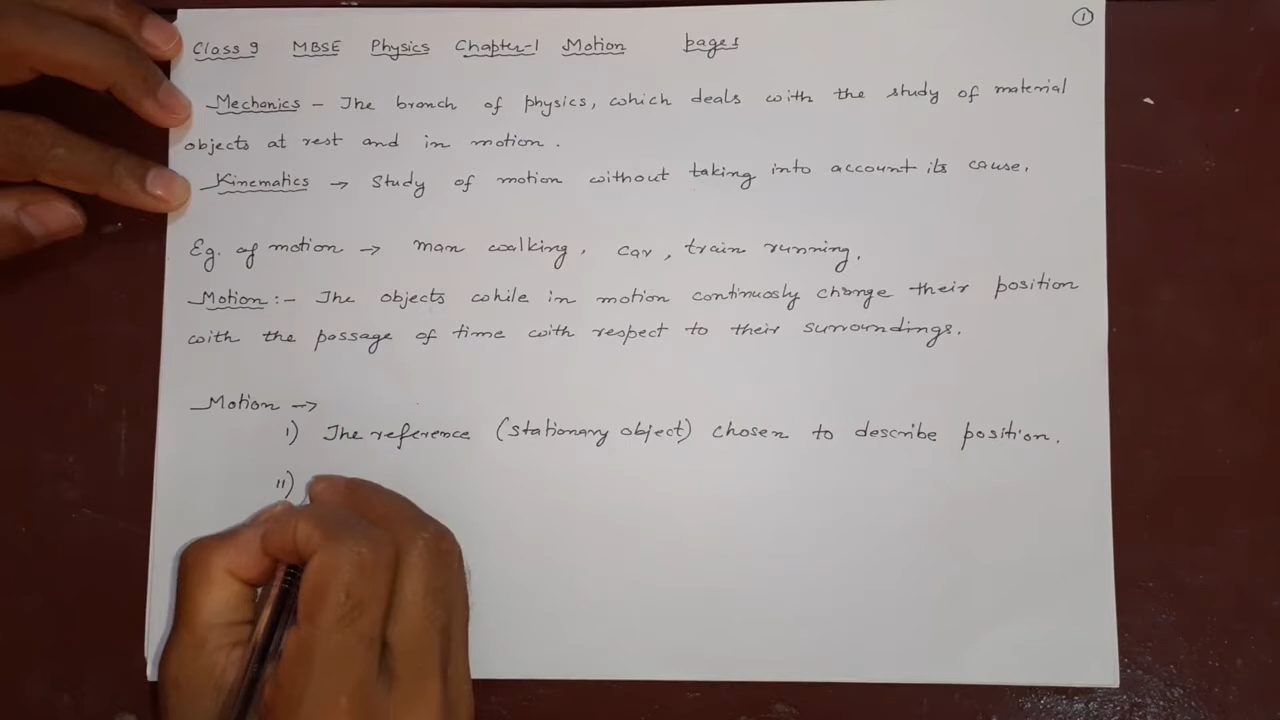 1
Class 9 MBSE Physics Chapter-1 Motion pages
Mechanics – The branch of physics, which deals with the study of material
objects at rest and in motion.
Kinematics → Study of motion without taking into account its cause.
Eg. of motion → man walking, car, train running.
Motion :- The objects while in motion continuosly change their position
with the passage of time with respect to their surroundings.
Motion →
i) The reference (stationary object) chosen to describe position.
ii)